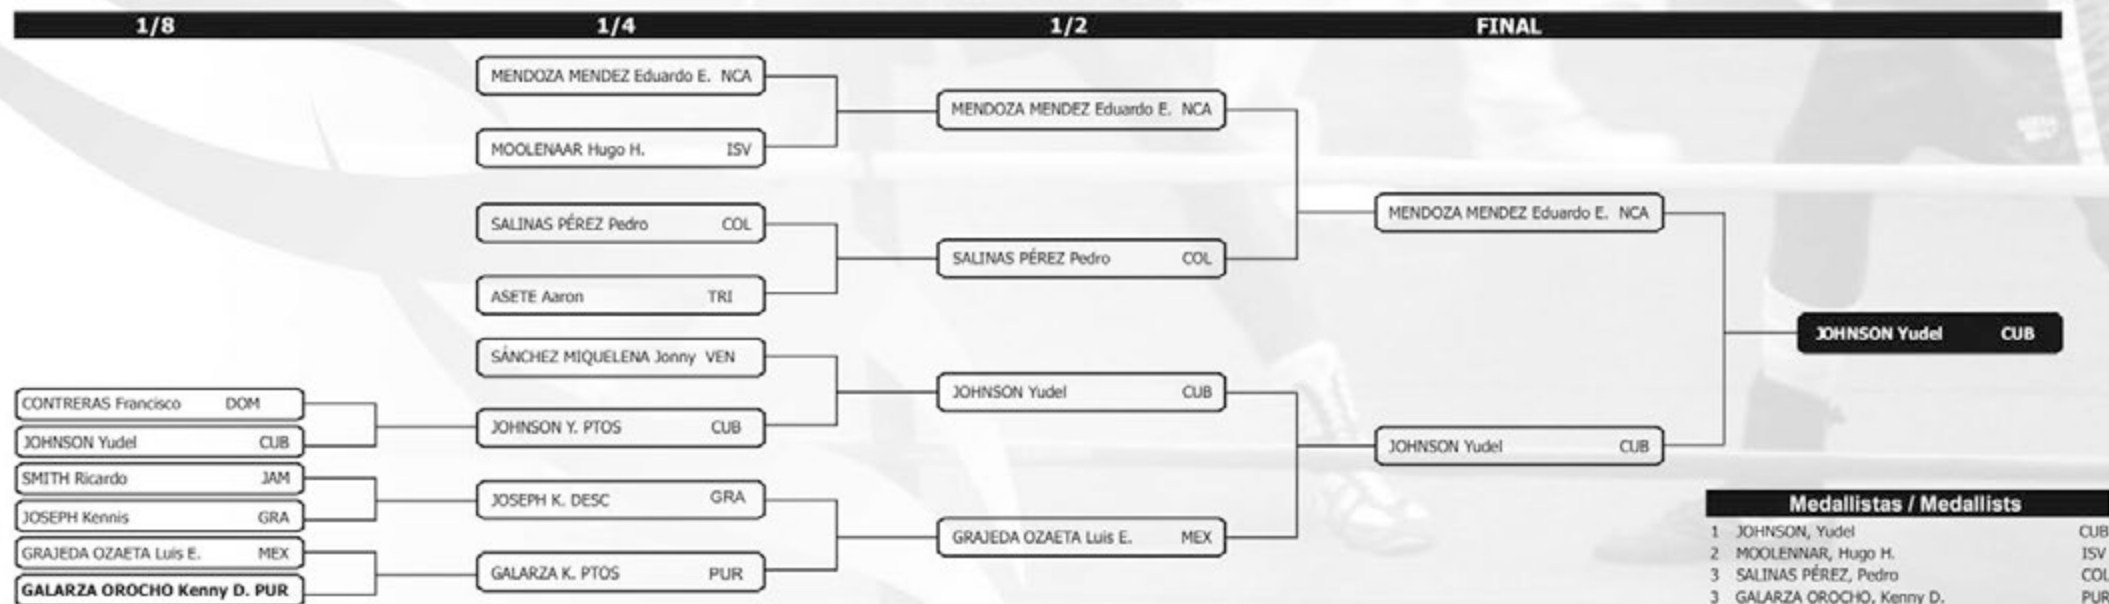 1/8 1/4 1/2 FINAL
MENDOZA MENDEZ Eduardo E. NCA
MOOLENAAR Hugo H. ISV
SALINAS PÉREZ Pedro COL
ASETE Aaron TRI
SÁNCHEZ MIQUELENA Jonny VEN
CONTRERAS Francisco DOM
JOHNSON Yudel CUB
SMITH Ricardo JAM
JOSEPH Kennis GRA
GRAJEDA OZAETA Luis E. MEX
GALARZA OROCHO Kenny D. PUR
JOHNSON Y. PTOS CUB
JOSEPH K. DESC GRA
GALARZA K. PTOS PUR
MENDOZA MENDEZ Eduardo E. NCA
SALINAS PÉREZ Pedro COL
JOHNSON Yudel CUB
GRAJEDA OZAETA Luis E. MEX
MENDOZA MENDEZ Eduardo E. NCA
JOHNSON Yudel CUB
JOHNSON Yudel CUB
Medallistas / Medallists
1 JOHNSON, Yudel CUB
2 MOOLENNAR, Hugo H. ISV
3 SALINAS PÉREZ, Pedro COL
3 GALARZA OROCHO, Kenny D. PUR